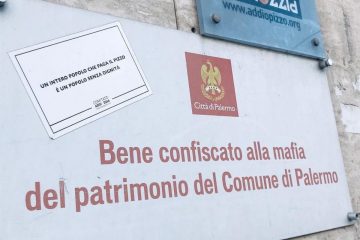 PIZZO
www.addiopizzo.org
UN INTERO POPOLO CHE PAGA IL PIZZO
È UN POPOLO SENZA DIGNITÀ
Città di Palermo
Bene confiscato alla mafia
del patrimonio del Comune di Palermo